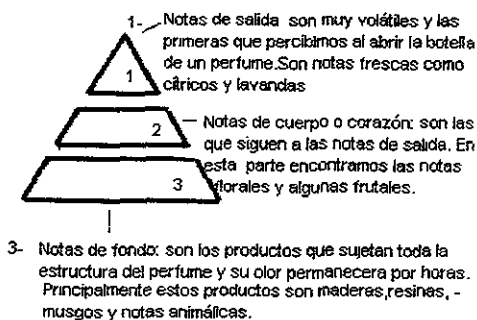 1- Notas de salida son muy volátiles y las
primeras que percibimos al abrir la botella
de un perfume.Son notas frescas como
cítricos y lavandas
1
Notas de cuerpo o corazón: son las
que siguen a las notas de salida. En
esta parte encontramos las notas
florales y algunas frutales.
2
3
3- Notas de fondo: son los productos que sujetan toda la
estructura del perfume y su olor permanecera por horas.
Principalmente estos productos son maderas,resinas, -
musgos y notas animálicas.